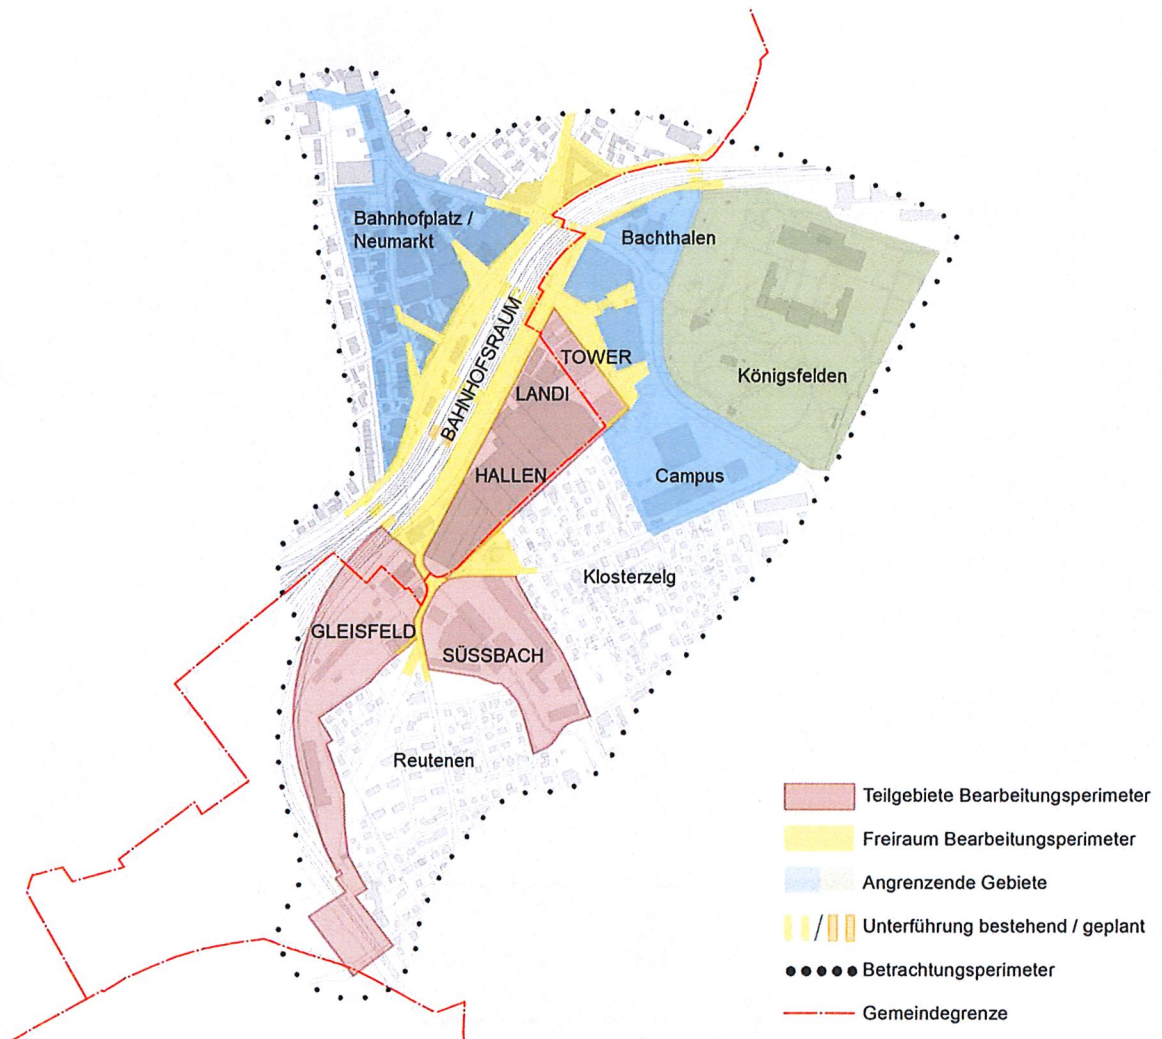 Bahnhofplatz /
Neumarkt
Bachthalen
BAHNHOFSRAUM
TOWER
Königsfelden
LANDI
HALLEN
Campus
Klosterzelg
GLEISFELD
SÜSSBACH
Reutenen
Teilgebiete Bearbeitungsperimeter
Freiraum Bearbeitungsperimeter
Angrenzende Gebiete
/ Unterführung bestehend / geplant
Betrachtungsperimeter
Gemeindegrenze